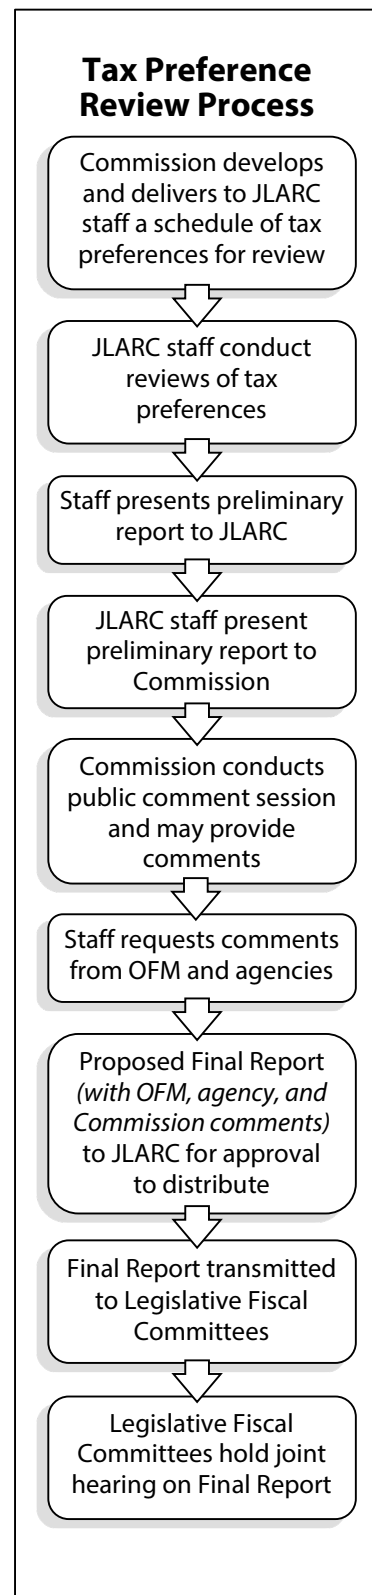 Tax Preference
Review Process
Commission develops
and delivers to JLARC
staff a schedule of tax
preferences for review
JLARC staff conduct
reviews of tax
preferences
Staff presents preliminary
report to JLARC
JLARC staff present
preliminary report to
Commission
Commission conducts
public comment session
and may provide
comments
Staff requests comments
from OFM and agencies
Proposed Final Report
(with OFM, agency, and
Commission comments)
to JLARC for approval
to distribute
Final Report transmitted
to Legislative Fiscal
Committees
Legislative Fiscal
Committees hold joint
hearing on Final Report